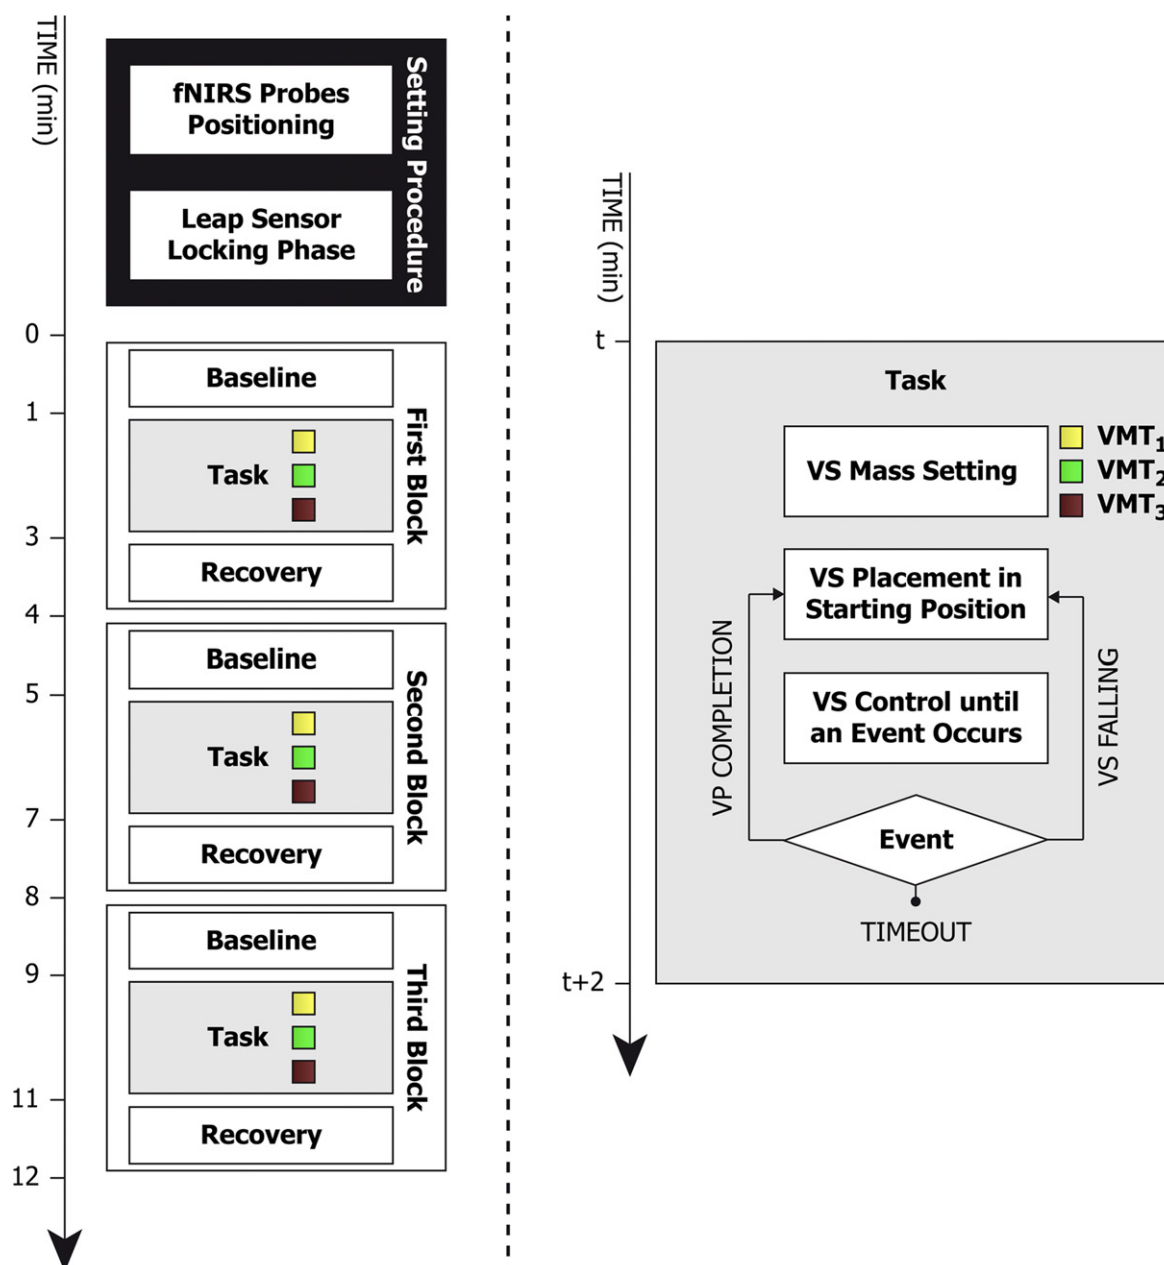 TIME (min)
fNIRS Probes
Positioning
Leap Sensor
Locking Phase
Setting Procedure
0
Baseline
1
Task
First Block
3
Recovery
4
Baseline
5
Task
Second Block
7
Recovery
8
Baseline
9
Task
Third Block
11
Recovery
12
TIME (min)
t
Task
VS Mass Setting
VMT1
VMT2
VMT3
VS Placement in
Starting Position
VP COMPLETION
VS Control until
an Event Occurs
VS FALLING
Event
TIMEOUT
t+2